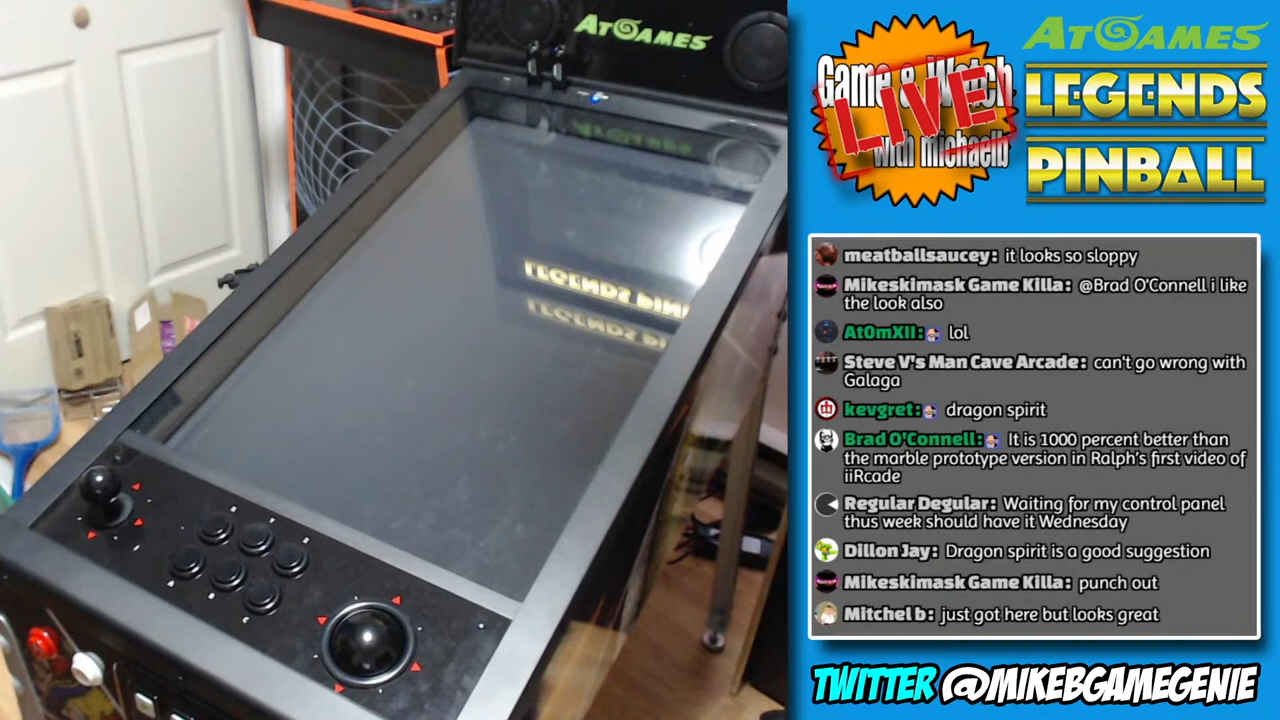 AtGames
Game & Watch
LIVE
with michaelb
AtGames
LEGENDS
PINBALL
meatballsaucey: it looks so sloppy
Mikeskimask Game Killa: @Brad O'Connell i like
the look also
At0mXII: lol
Steve V's Man Cave Arcade: can't go wrong with
Galaga
kevgret: dragon spirit
Brad O'Connell: It is 1000 percent better than
the marble prototype version in Ralph's first video of
iiRcade
Regular Degular: Waiting for my control panel
thus week should have it Wednesday
Dillon Jay: Dragon spirit is a good suggestion
Mikeskimask Game Killa: punch out
Mitchel b: just got here but looks great
TWITTER @MIKEBGAMEGENIE